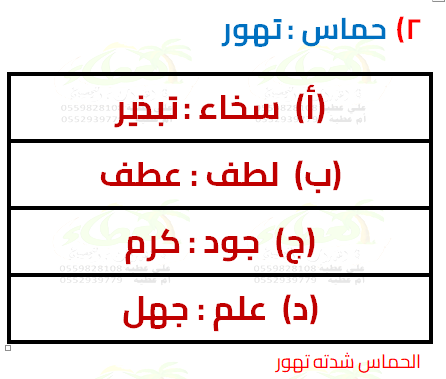 ٢) حماس : تهور
(أ) سخاء : تبذير
(ب) لطف : عطف
(ج) جود : كرم
(د) علم : جهل
الحماس شدته تهور